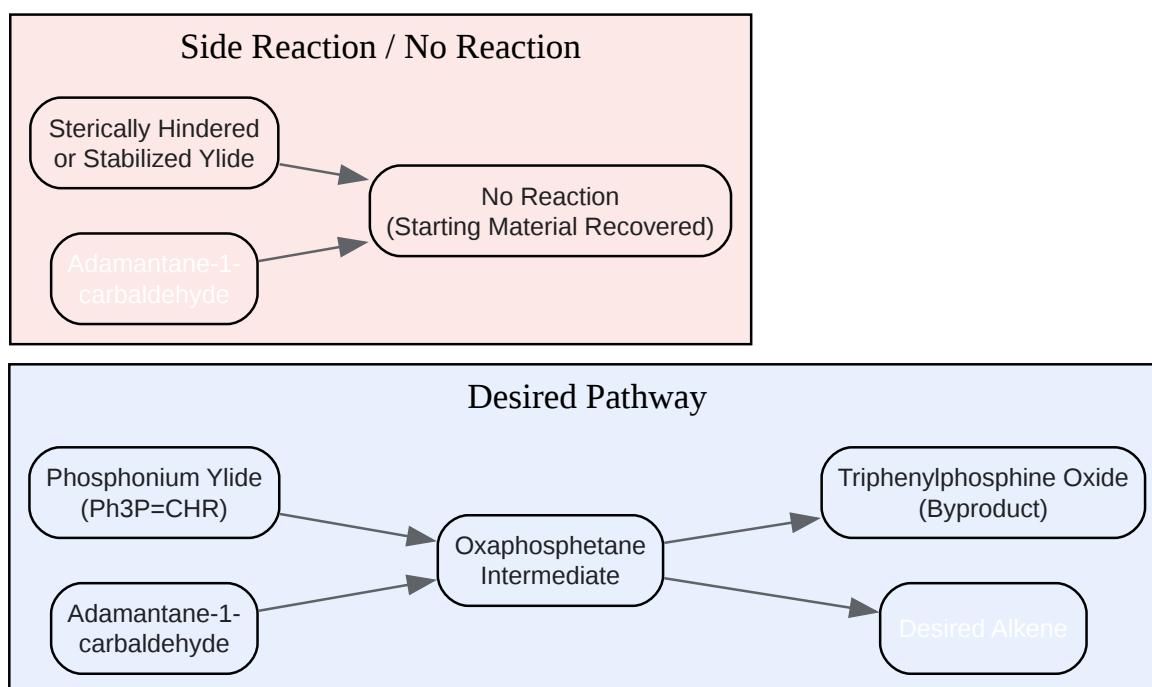 Side Reaction / No Reaction
Sterically Hindered
or Stabilized Ylide
No Reaction
(Starting Material Recovered)
Adamantane-1-
carbaldehyde
Desired Pathway
Phosphonium Ylide
(Ph3P=CHR)
Triphenylphosphine Oxide
(Byproduct)
Oxaphosphetane
Intermediate
Adamantane-1-
carbaldehyde
Desired Alkene